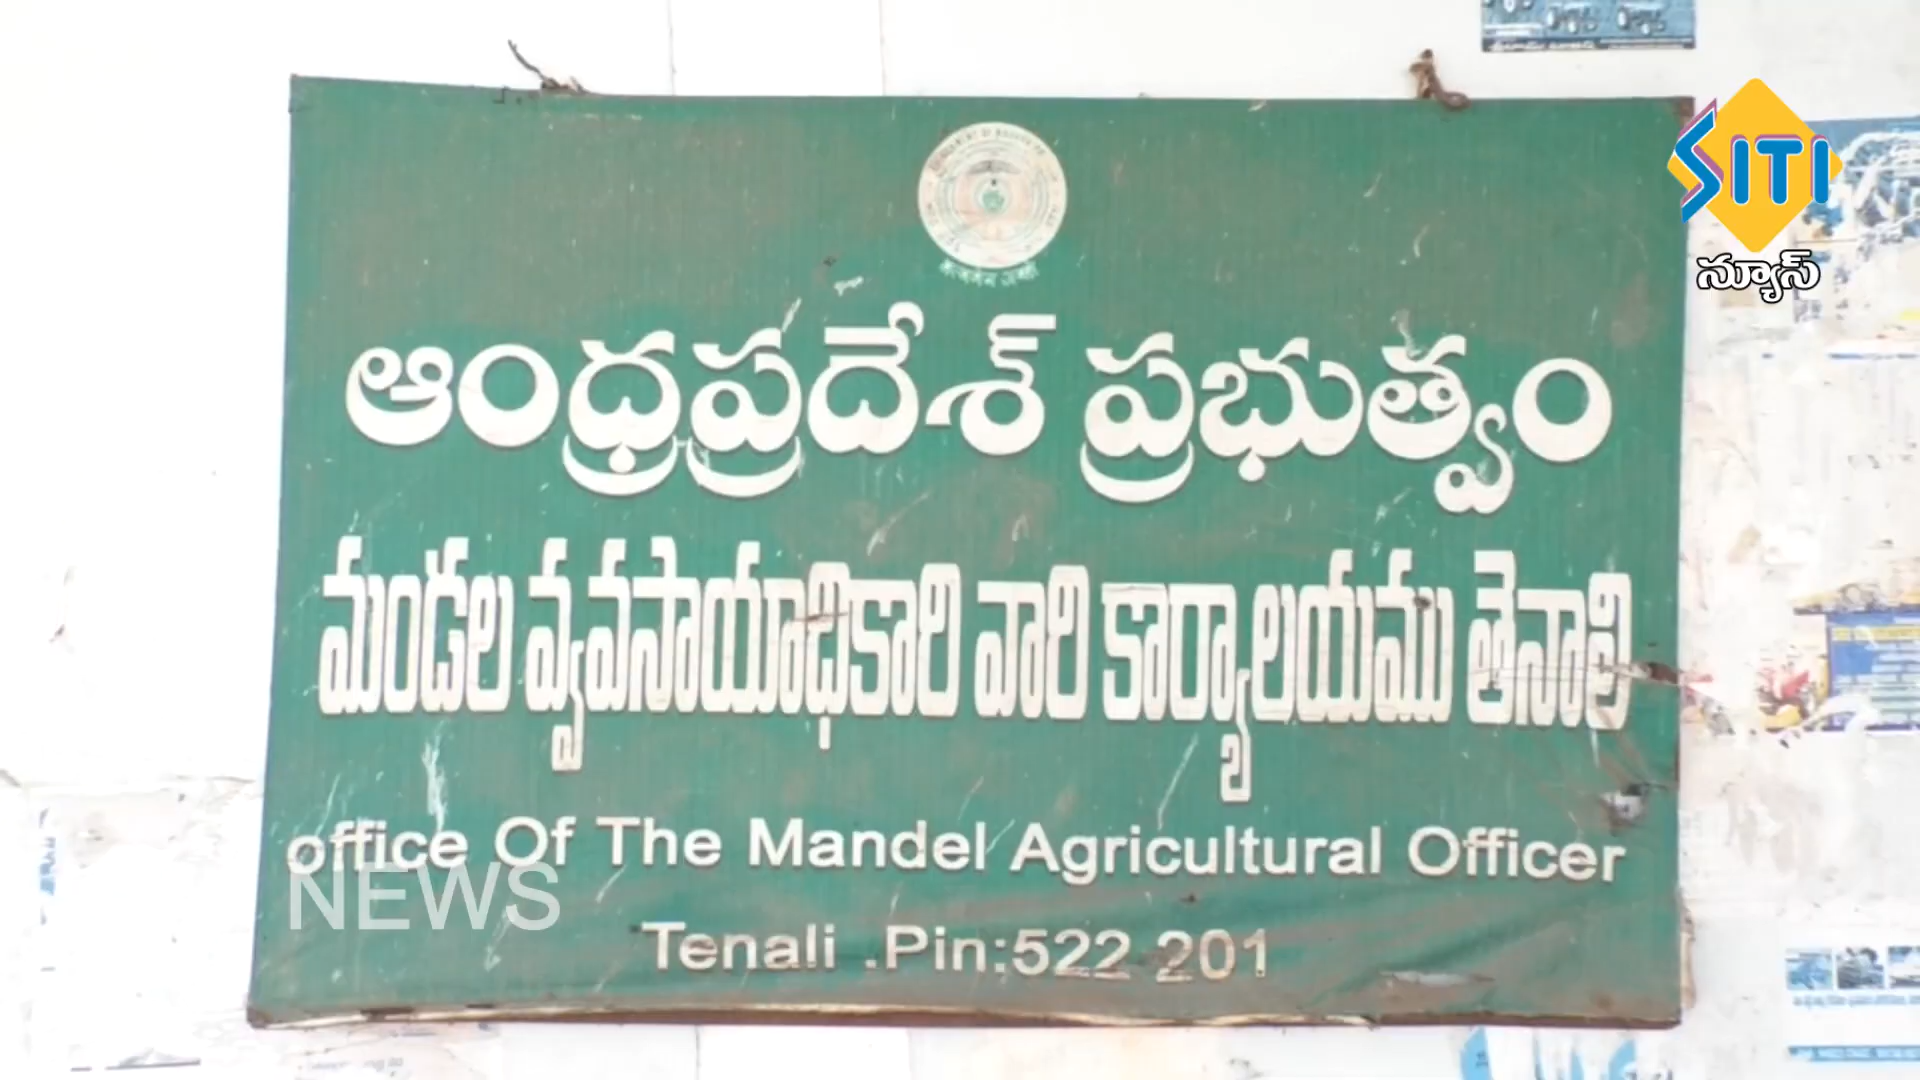 SITI
న్యూస్
ఆంధ్రప్రదేశ్ ప్రభుత్వం
మండల వ్యవసాయాధికారి వారి కార్యాలయము తెనాలి
office Of The Mandel Agricultural Officer
NEWS
Tenali .Pin:522 201